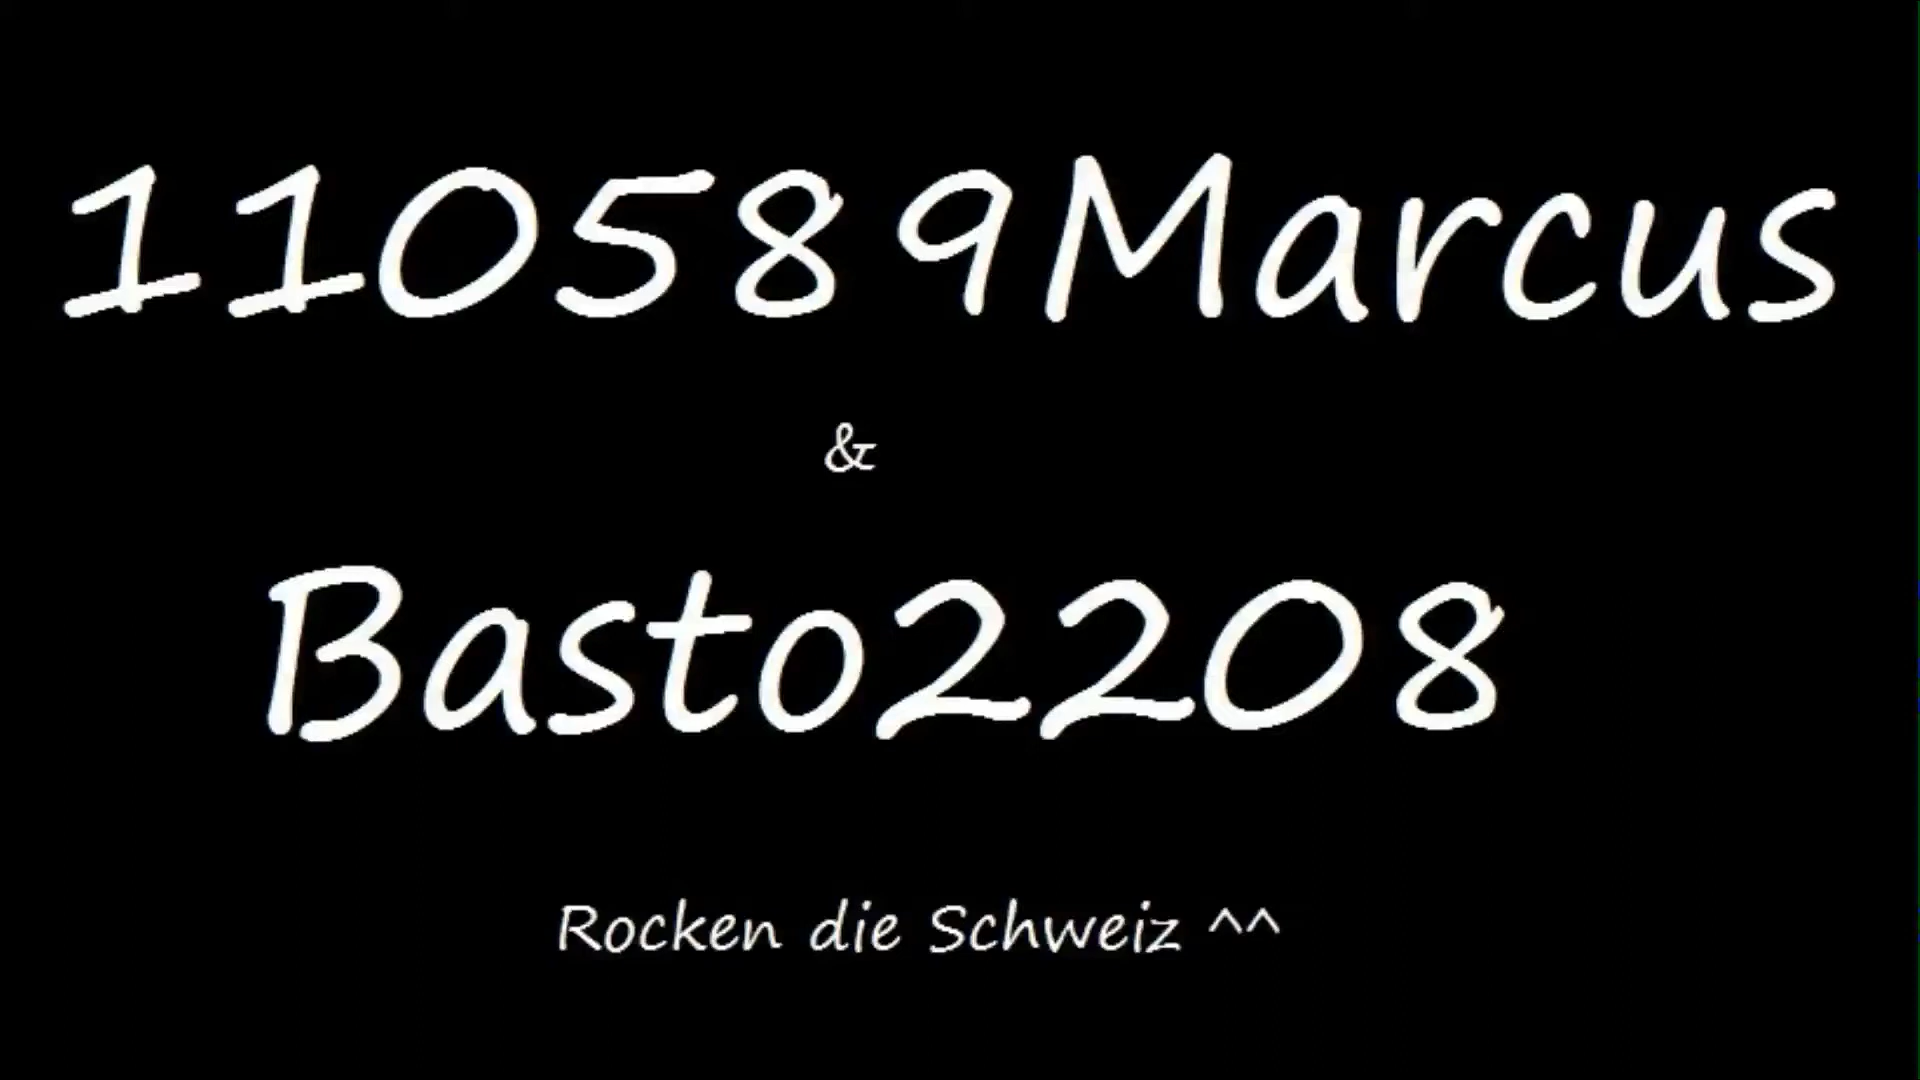 110589Marcus
&
Basto2208
Rocken die Schweiz ^^